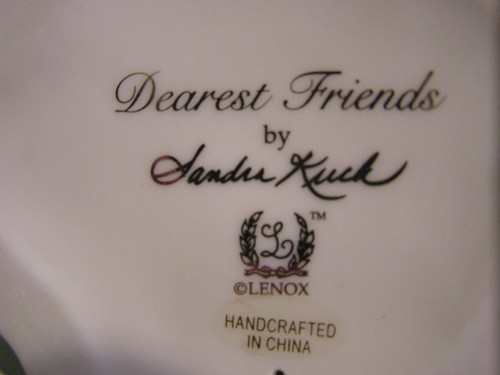 Dearest Friends
by
Sandra Kuck
L ™
©LENOX
HANDCRAFTED
IN CHINA